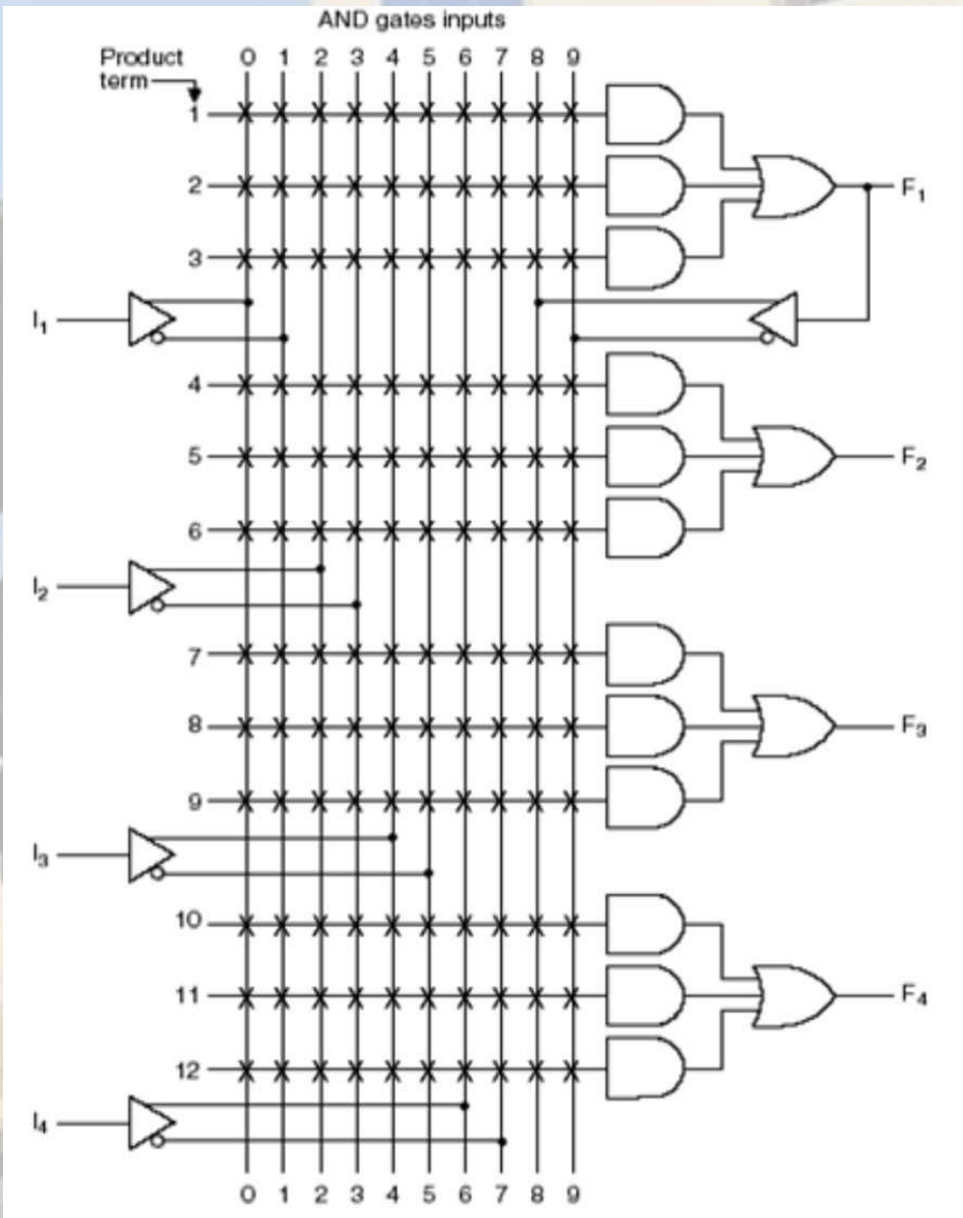 AND gates inputs
Product
term
0 1 2 3 4 5 6 7 8 9
1
2
F₁
3
I₁
4
5
F₂
6
I₂
7
8
F₃
9
I₃
10
11
F₄
12
I₄
0 1 2 3 4 5 6 7 8 9